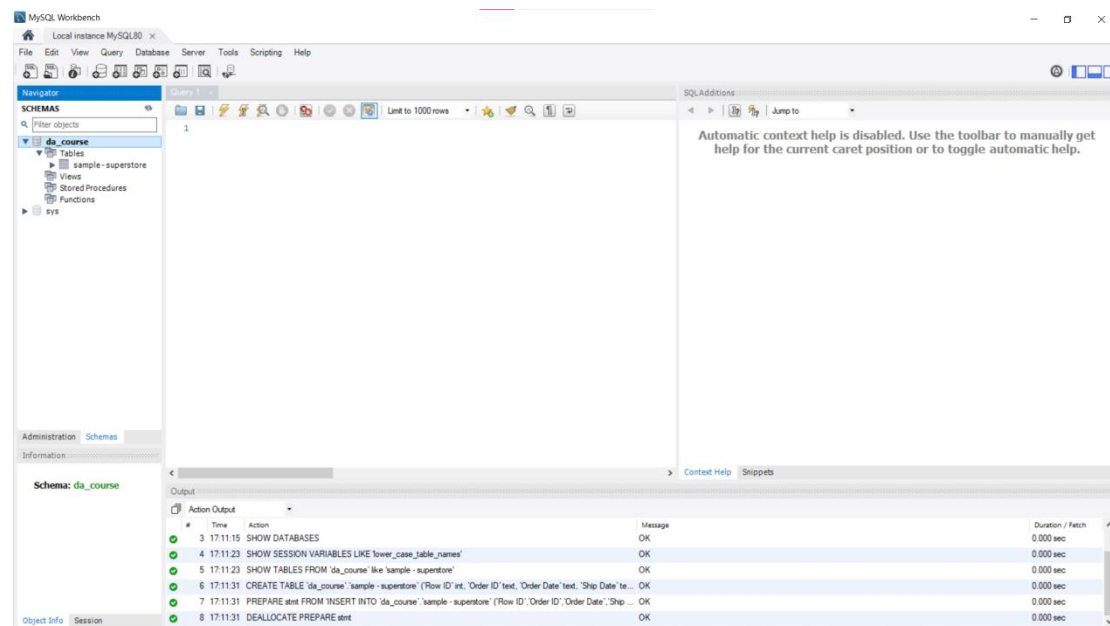 MySQL Workbench
Local instance MySQL80 ×
File Edit View Query Database Server Tools Scripting Help
Navigator
SCHEMAS
Filter objects
da_course
Tables
sample - superstore
Views
Stored Procedures
Functions
sys
Administration Schemas
Information
Schema: da_course
Object Info Session
Query 1 ×
Limit to 1000 rows
1
SQLAdditions
Jump to
Automatic context help is disabled. Use the toolbar to manually get
help for the current caret position or to toggle automatic help.
Context Help Snippets
Output
Action Output
# Time Action Message Duration / Fetch
3 17:11:15 SHOW DATABASES OK 0.000 sec
4 17:11:23 SHOW SESSION VARIABLES LIKE 'lower_case_table_names' OK 0.000 sec
5 17:11:23 SHOW TABLES FROM `da_course` like 'sample - superstore' OK 0.000 sec
6 17:11:31 CREATE TABLE `da_course`.`sample - superstore` (`Row ID` int, `Order ID` text, `Order Date` text, `Ship Date` te... OK 0.000 sec
7 17:11:31 PREPARE stmt FROM 'INSERT INTO `da_course`.`sample - superstore` (`Row ID`,`Order ID`,`Order Date`,`Ship ... OK 0.000 sec
8 17:11:31 DEALLOCATE PREPARE stmt OK 0.000 sec